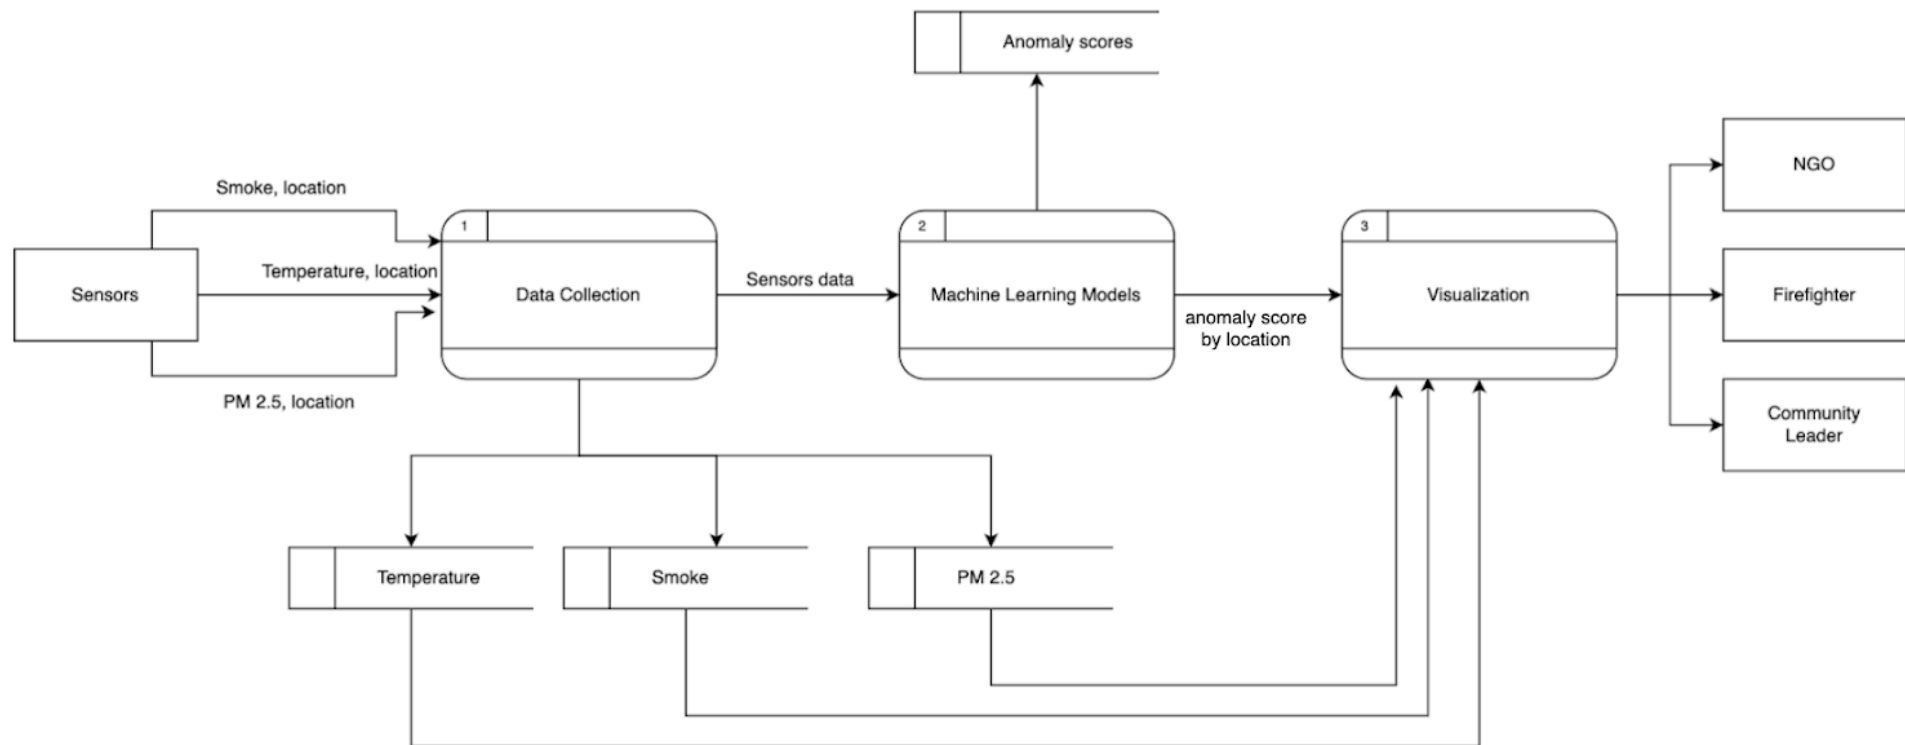 Anomaly scores
Smoke, location
NGO
1
2
3
Temperature, location
Sensors
Data Collection
Sensors data
Machine Learning Models
anomaly score
by location
Visualization
Firefighter
PM 2.5, location
Community
Leader
Temperature
Smoke
PM 2.5